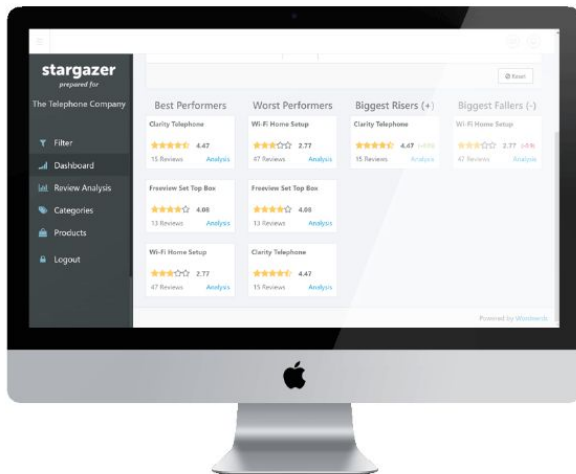 stargazer
prepared for
The Telephone Company
Filter
Dashboard
Review Analysis
Categories
Products
Logout
Reset
Best Performers
Clarity Telephone
4.47
15 Reviews Analysis
Freeview Set Top Box
4.08
13 Reviews Analysis
Wi-Fi Home Setup
2.77
47 Reviews Analysis
Worst Performers
Wi-Fi Home Setup
2.77
47 Reviews Analysis
Freeview Set Top Box
4.08
13 Reviews Analysis
Clarity Telephone
4.47
15 Reviews Analysis
Biggest Risers (+)
Clarity Telephone
4.47
15 Reviews Analysis
Biggest Fallers (-)
Wi-Fi Home Setup
2.77
47 Reviews Analysis
Powered by